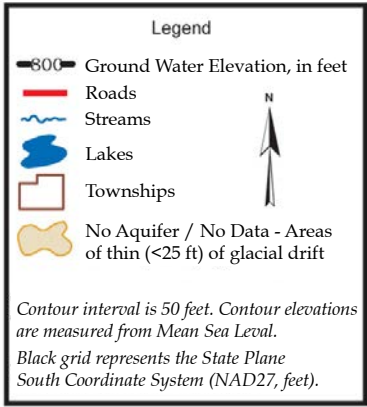 Legend
800 Ground Water Elevation, in feet
Roads
Streams
N
Lakes
Townships
No Aquifer / No Data - Areas
of thin (<25 ft) of glacial drift
Contour interval is 50 feet. Contour elevations
are measured from Mean Sea Leval.
Black grid represents the State Plane
South Coordinate System (NAD27, feet).